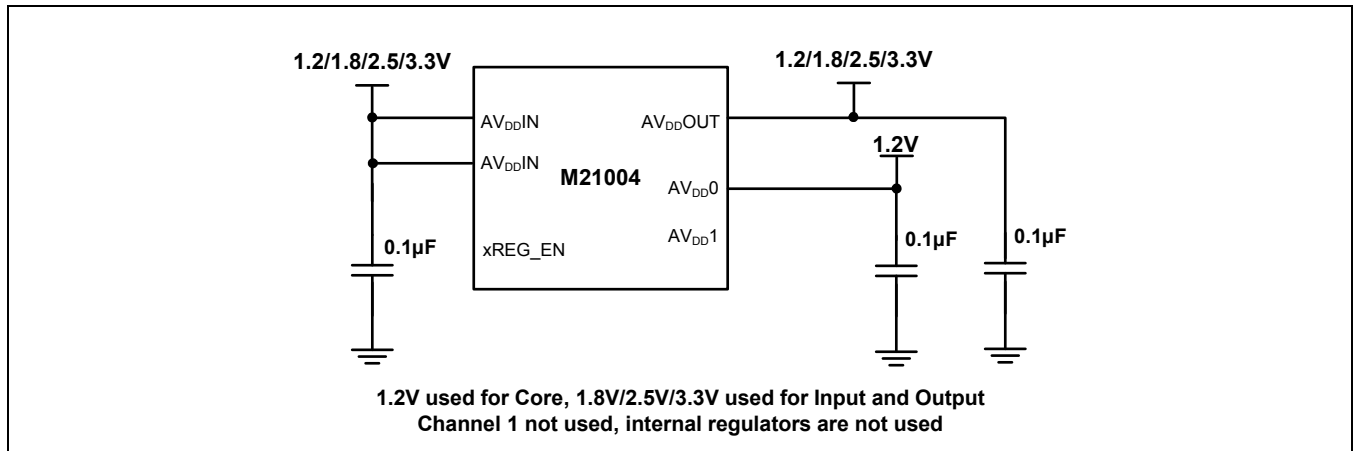 1.2/1.8/2.5/3.3V
1.2/1.8/2.5/3.3V
AVDDIN
AVDDOUT
1.2V
AVDDIN
M21004
AVDD0
AVDD1
0.1µF
xREG_EN
0.1µF
0.1µF
1.2V used for Core, 1.8V/2.5V/3.3V used for Input and Output
Channel 1 not used, internal regulators are not used